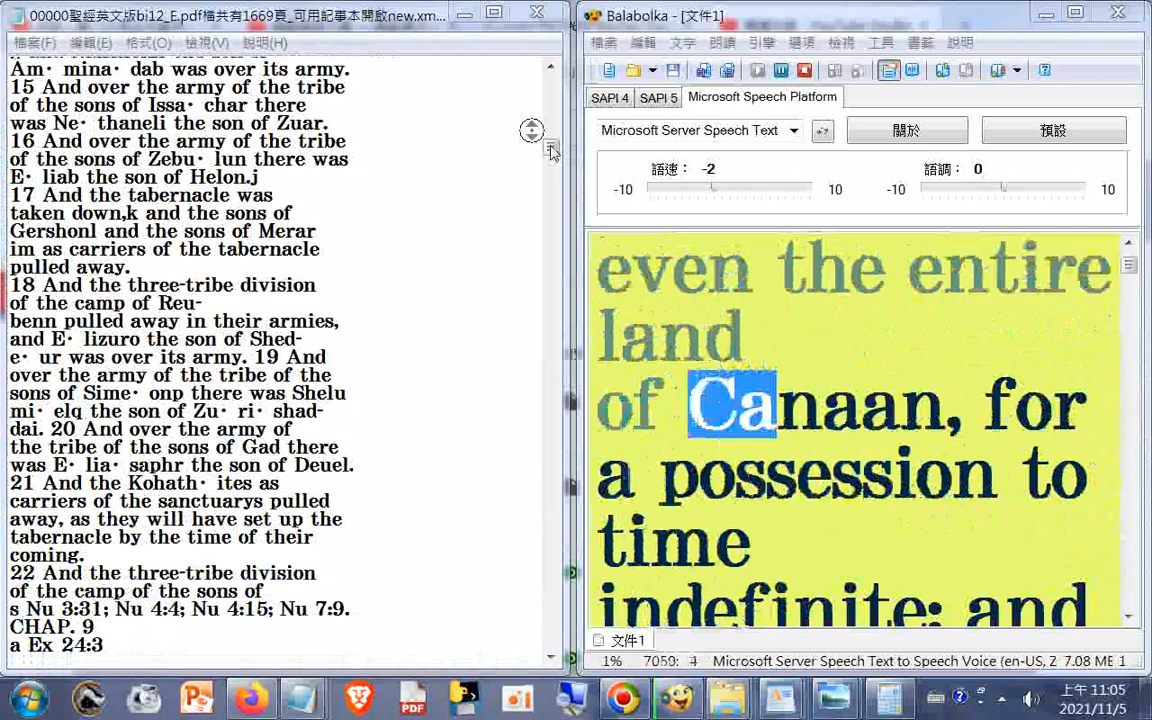 00000聖經英文版bi12_E.pdf檔共有1669頁_可用記事本開啟new.xm...
檔案(F) 編輯(E) 格式(O) 檢視(V) 說明(H)
Am· mina· dab was over its army.
15 And over the army of the tribe
of the sons of Issa· char there
was Ne· thaneli the son of Zuar.
16 And over the army of the tribe
of the sons of Zebu· lun there was
E· liab the son of Helon.j
17 And the tabernacle was
taken down,k and the sons of
Gershonl and the sons of Merar
im as carriers of the tabernacle
pulled away.
18 And the three-tribe division
of the camp of Reu-
benn pulled away in their armies,
and E· lizuro the son of Shed-
e· ur was over its army. 19 And
over the army of the tribe of the
sons of Sime· onp there was Shelu
mi· elq the son of Zu· ri· shad-
dai. 20 And over the army of
the tribe of the sons of Gad there
was E· lia· saphr the son of Deuel.
21 And the Kohath· ites as
carriers of the sanctuarys pulled
away, as they will have set up the
tabernacle by the time of their
coming.
22 And the three-tribe division
of the camp of the sons of
s Nu 3:31; Nu 4:4; Nu 4:15; Nu 7:9.
CHAP. 9
a Ex 24:3
Balabolka - [文件1]
檔案 編輯 文字 朗讀 引擎 選項 檢視 工具 書籤 說明
SAPI 4 SAPI 5 Microsoft Speech Platform
Microsoft Server Speech Text 關於 預設
語速： -2 語調： 0
-10 10 -10 10
even the entire
land
of Canaan, for
a possession to
time
indefinite; and
文件1
1% 7059: 4 Microsoft Server Speech Text to Speech Voice (en-US, Z 7.08 ME 1
PDF
上午 11:05
2021/11/5